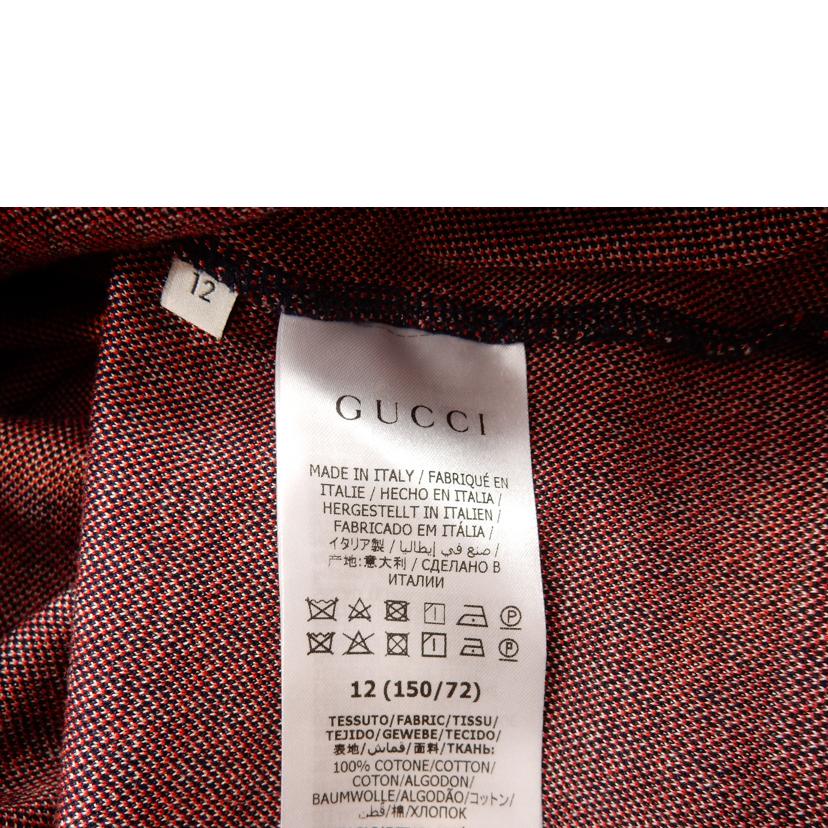 12
GUCCI
MADE IN ITALY / FABRIQUÉ EN
ITALIE / HECHO EN ITALIA /
HERGESTELLT IN ITALIEN /
FABRICADO EM ITÁLIA /
イタリア製 / صنع في إيطاليا /
产地:意大利 / СДЕЛАНО В
ИТАЛИИ
12 (150/72)
TESSUTO/FABRIC/TISSU/
TEJIDO/GEWEBE/TECIDO/
表地/قماش/面料/ТКАНЬ:
100% COTONE/COTTON/
COTON/ALGODON/
BAUMWOLLE/ALGODÃO/コットン/
قطن/棉/ХЛОПОК